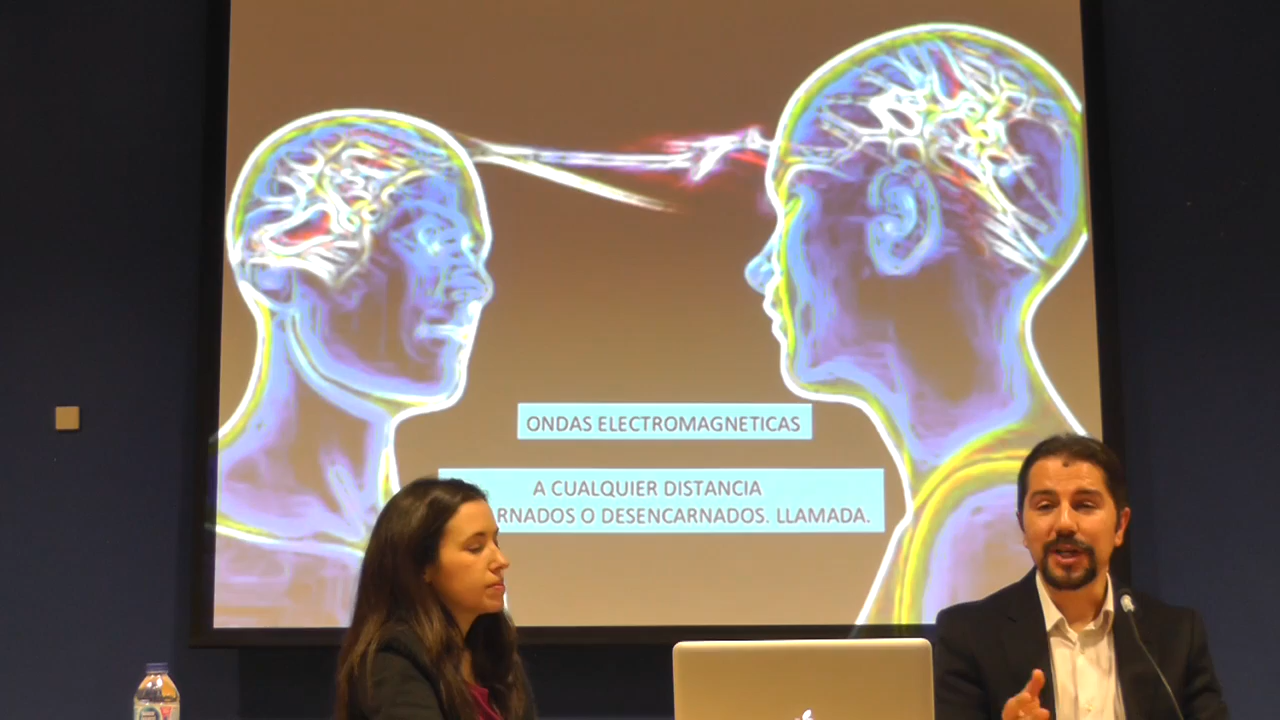 ONDAS ELECTROMAGNETICAS
A CUALQUIER DISTANCIA
O DESENCARNADOS. LLAMADA.